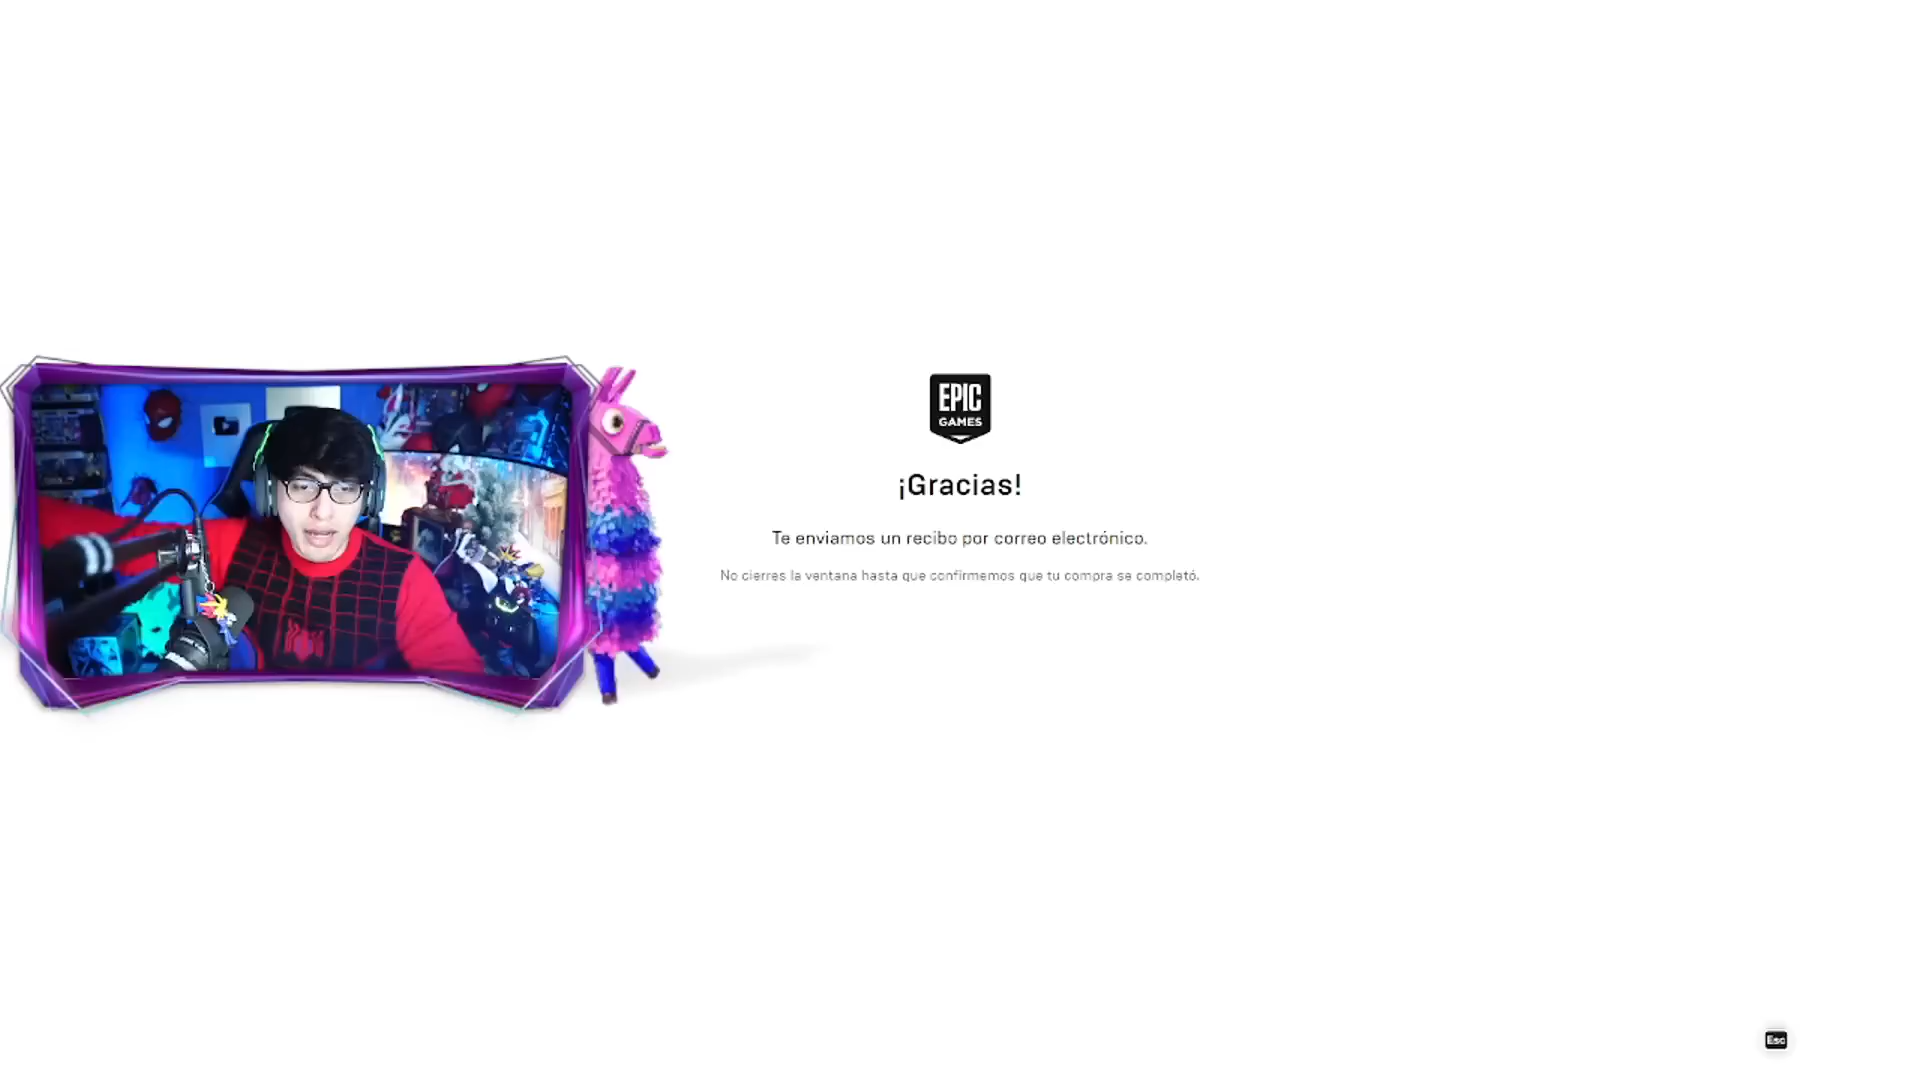 EPIC
GAMES
¡Gracias!
Te enviamos un recibo por correo electrónico.
No cierres la ventana hasta que confirmemos que tu compra se completó.
Esc